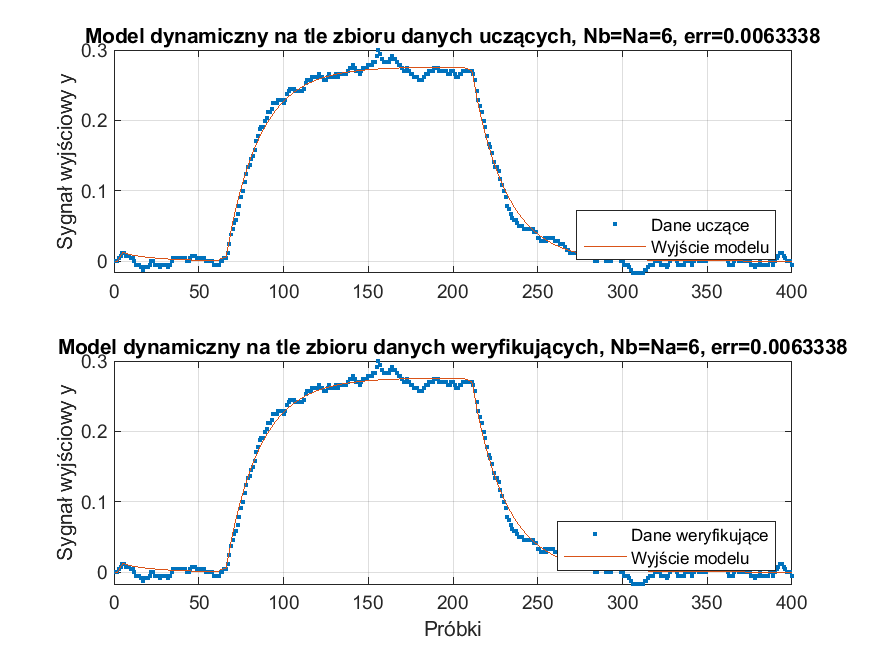 Model dynamiczny na tle zbioru danych uczących, Nb=Na=6, err=0.0063338
0.3
0.2
0.1
0
Sygnał wyjściowy y
Dane uczące
Wyjście modelu
0 50 100 150 200 250 300 350 400
Model dynamiczny na tle zbioru danych weryfikujących, Nb=Na=6, err=0.0063338
0.3
0.2
0.1
0
Sygnał wyjściowy y
Dane weryfikujące
Wyjście modelu
0 50 100 150 200 250 300 350 400
Próbki